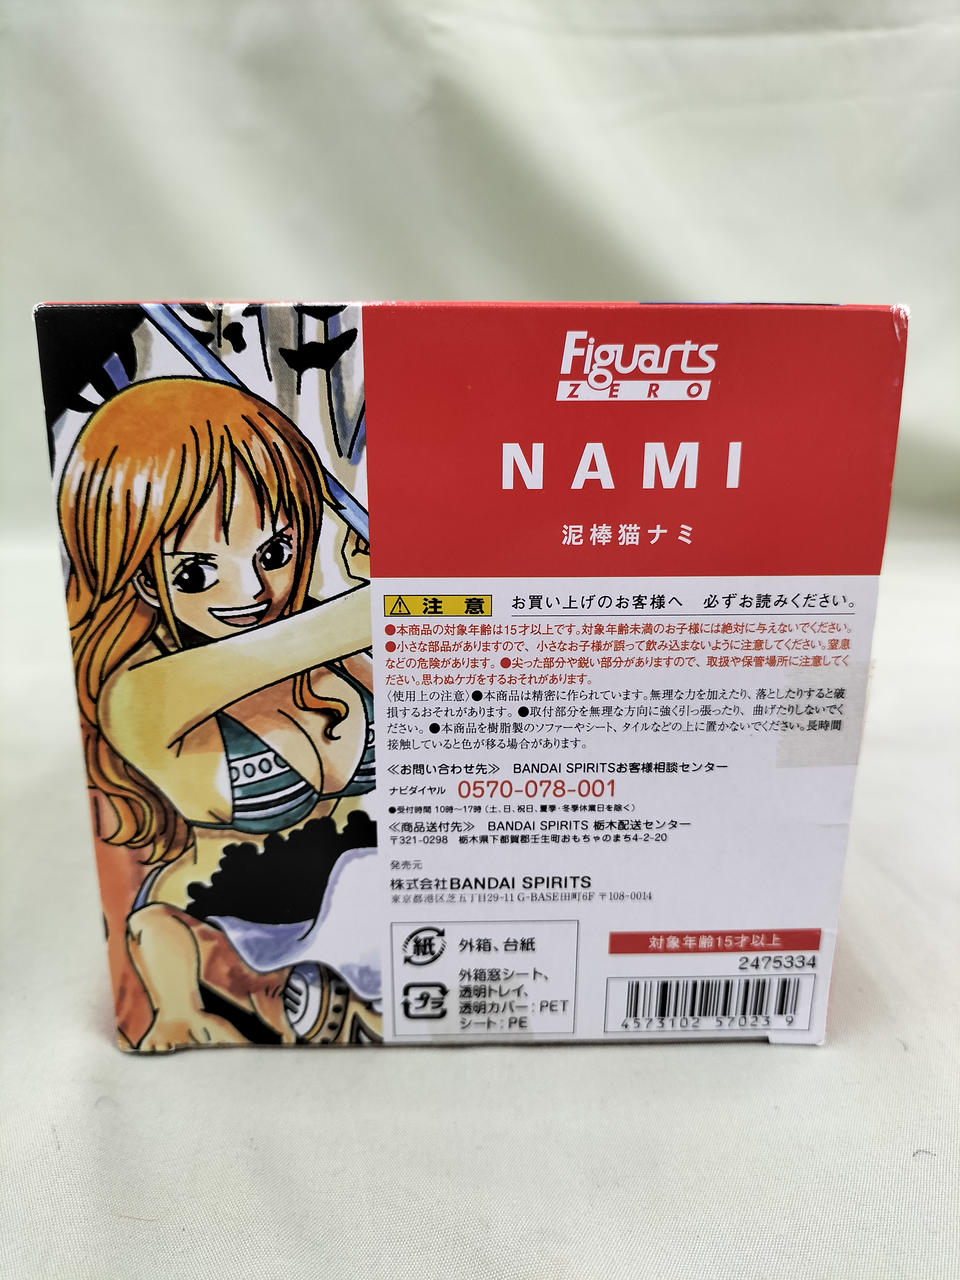 Figuarts
ZERO
NAMI
泥棒猫ナミ
注意 お買い上げのお客様へ 必ずお読みください。
●本商品の対象年齢は15才以上です。対象年齢未満のお子様には絶対に与えないでください。
●小さな部品がありますので、小さなお子様が誤って飲み込まないように注意してください。窒息
などの危険があります。●尖った部分や鋭い部分がありますので、取扱や保管場所に注意してく
ださい。思わぬケガをするおそれがあります。
〈使用上の注意〉●本商品は精密に作られています。無理な力を加えたり、落としたりすると破
損するおそれがあります。●取付部分を無理な方向に強く引っ張ったり、曲げたりしないでく
ださい。●本商品を樹脂製のソファーやシート、タイルなどの上に置かないでください。長時間
接触していると色が移る場合があります。
≪お問い合わせ先≫ BANDAI SPIRITSお客様相談センター
ナビダイヤル 0570-078-001
●受付時間 10時〜17時(土、日、祝日、夏季・冬季休業日を除く)
≪商品送付先≫ BANDAI SPIRITS 栃木配送センター
〒321-0298 栃木県下都賀郡壬生町おもちゃのまち4-2-20
発売元
株式会社BANDAI SPIRITS
東京都港区芝五丁目29-11 G-BASE田町6F 〒108-0014
紙 外箱、台紙
プラ 外箱窓シート、
透明トレイ、
透明カバー：PET
シート：PE
対象年齢15才以上
2475334
4573102 57023 9